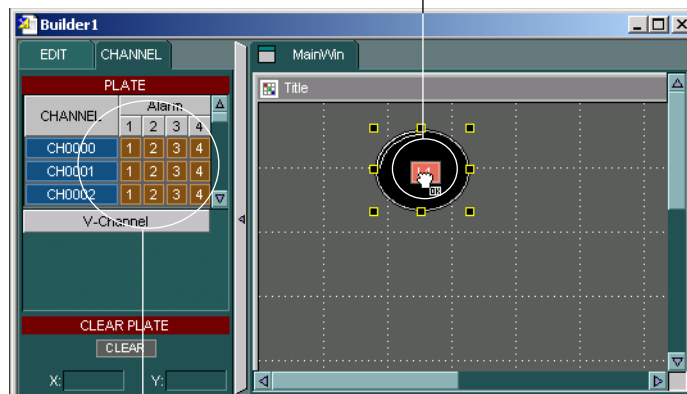 Builder1
EDIT CHANNEL
MainWin
PLATE
Title
CHANNEL Alarm
1 2 3 4
CH0000 1 2 3 4
CH0001 1 2 3 4
CH0002 1 2 3 4
V-Channel
CLEAR PLATE
CLEAR
X: Y: